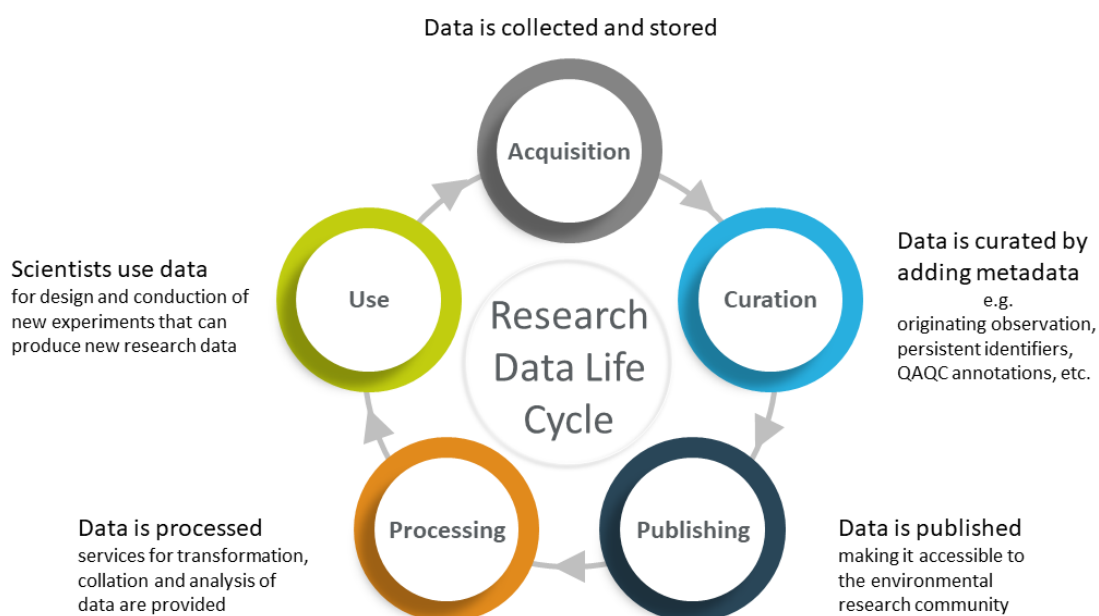 Data is collected and stored
Acquisition
Curation
Data is curated by
adding metadata
e.g.
originating observation,
persistent identifiers,
QAQC annotations, etc.
Publishing
Data is published
making it accessible to
the environmental
research community
Processing
Data is processed
services for transformation,
collation and analysis of
data are provided
Use
Scientists use data
for design and conduction of
new experiments that can
produce new research data
Research
Data Life
Cycle